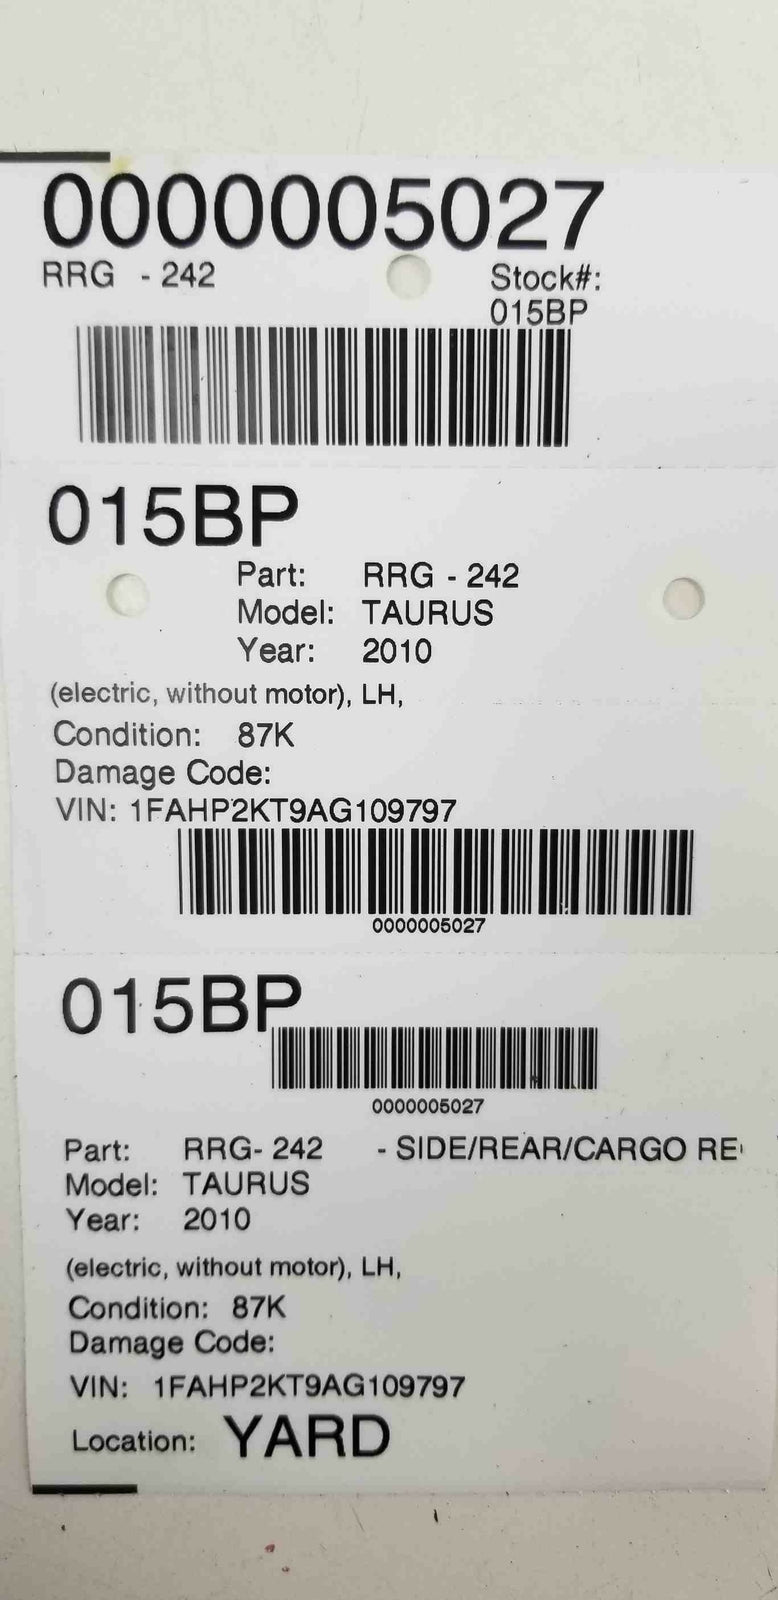 0000005027
RRG - 242
Stock#:
015BP
015BP
Part: RRG - 242
Model: TAURUS
Year: 2010
(electric, without motor), LH,
Condition: 87K
Damage Code:
VIN: 1FAHP2KT9AG109797
0000005027
015BP
0000005027
Part: RRG- 242 - SIDE/REAR/CARGO RE
Model: TAURUS
Year: 2010
(electric, without motor), LH,
Condition: 87K
Damage Code:
VIN: 1FAHP2KT9AG109797
Location: YARD